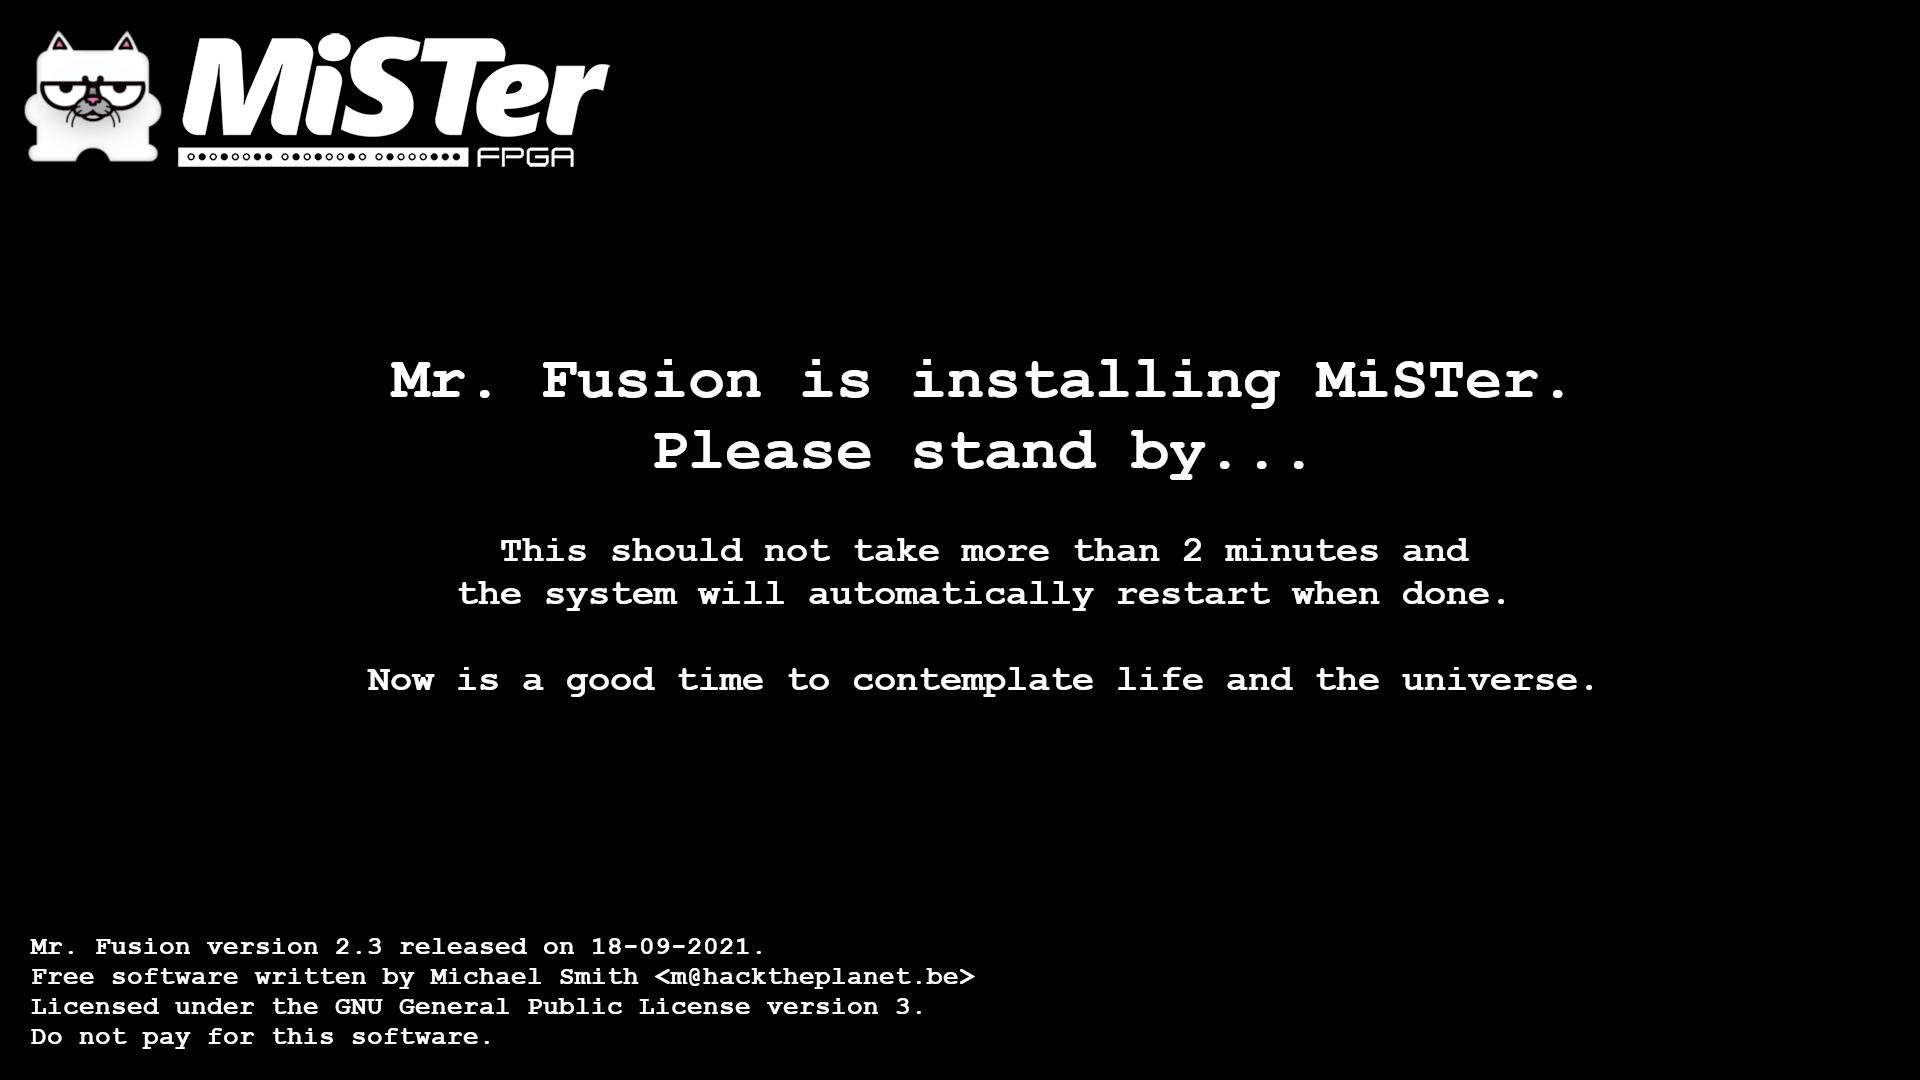 MiSTer
FPGA
Mr. Fusion is installing MiSTer.
Please stand by...
This should not take more than 2 minutes and
the system will automatically restart when done.
Now is a good time to contemplate life and the universe.
Mr. Fusion version 2.3 released on 18-09-2021.
Free software written by Michael Smith <m@hacktheplanet.be>
Licensed under the GNU General Public License version 3.
Do not pay for this software.